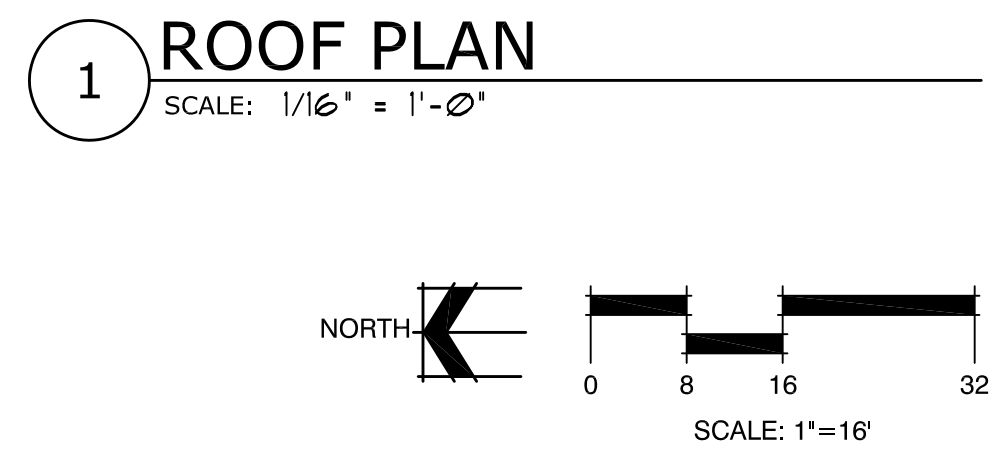 1
ROOF PLAN
SCALE: 1/16" = 1'-0"
NORTH
0 8 16 32
SCALE: 1"=16'